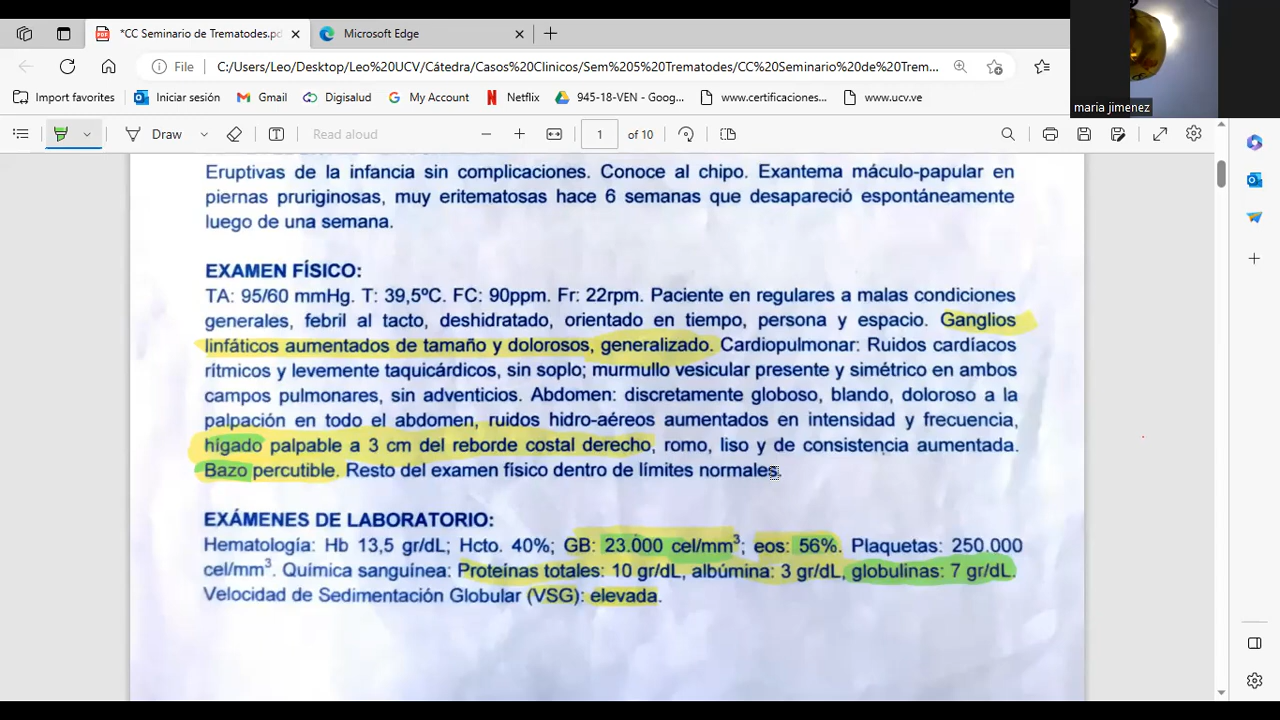 *CC Seminario de Trematodes.pd
Microsoft Edge
File
C:/Users/Leo/Desktop/Leo%20UCV/Cátedra/Casos%20Clinicos/Sem%205%20Trematodes/CC%20Seminario%20de%20Trem...
Import favorites
Iniciar sesión
Gmail
Digisalud
My Account
Netflix
945-18-VEN - Goog...
www.certificaciones...
www.ucv.ve
maria jimenez
Draw
Read aloud
1
of 10
Eruptivas de la infancia sin complicaciones. Conoce al chipo. Exantema máculo-papular en
piernas pruriginosas, muy eritematosas hace 6 semanas que desapareció espontáneamente
luego de una semana.
EXAMEN FÍSICO:
TA: 95/60 mmHg. T: 39,5ºC. FC: 90ppm. Fr: 22rpm. Paciente en regulares a malas condiciones
generales, febril al tacto, deshidratado, orientado en tiempo, persona y espacio. Ganglios
linfáticos aumentados de tamaño y dolorosos, generalizado. Cardiopulmonar: Ruidos cardíacos
rítmicos y levemente taquicárdicos, sin soplo; murmullo vesicular presente y simétrico en ambos
campos pulmonares, sin adventicios. Abdomen: discretamente globoso, blando, doloroso a la
palpación en todo el abdomen, ruidos hidro-aéreos aumentados en intensidad y frecuencia,
hígado palpable a 3 cm del reborde costal derecho, romo, liso y de consistencia aumentada.
Bazo percutible. Resto del examen físico dentro de límites normales.
EXÁMENES DE LABORATORIO:
Hematología: Hb 13,5 gr/dL; Hcto. 40%; GB: 23.000 cel/mm³; eos: 56%. Plaquetas: 250.000
cel/mm³. Química sanguínea: Proteínas totales: 10 gr/dL, albúmina: 3 gr/dL, globulinas: 7 gr/dL.
Velocidad de Sedimentación Globular (VSG): elevada.